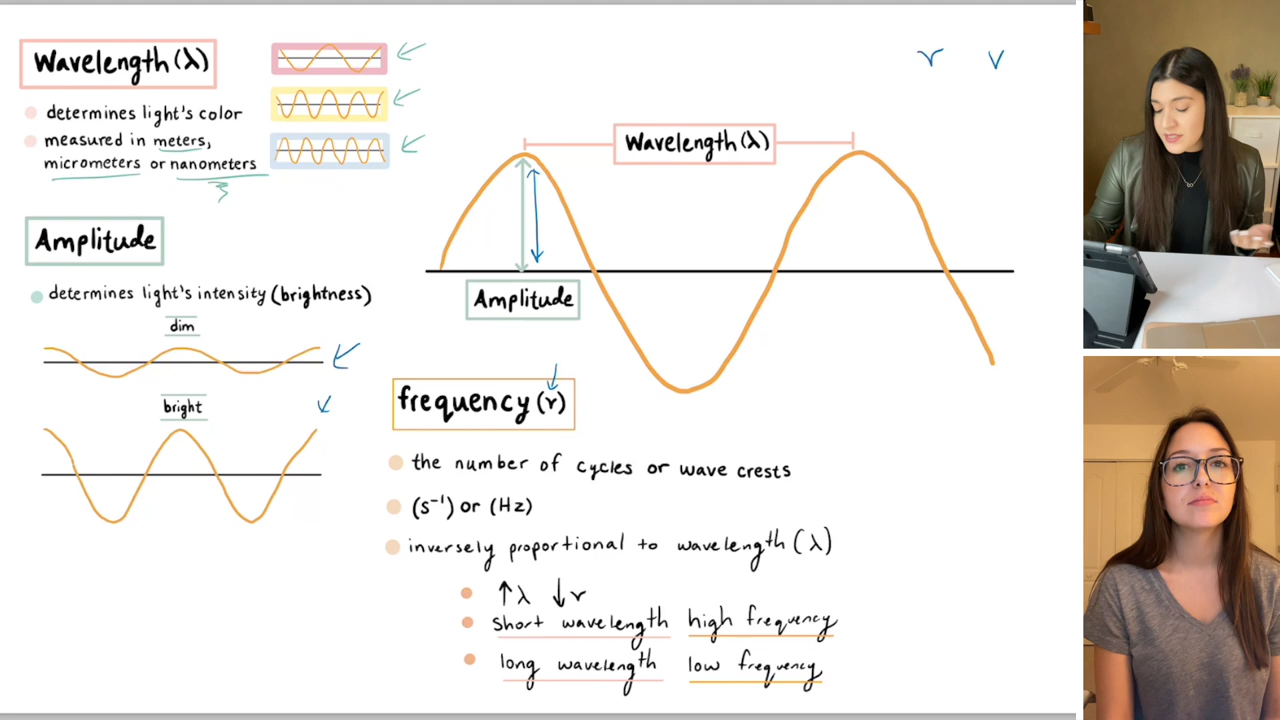 Wavelength (λ)
determines light's color
measured in meters,
micrometers or nanometers
Amplitude
determines light's intensity (brightness)
dim
bright
ν v
Wavelength (λ)
Amplitude
frequency (ν)
the number of cycles or wave crests
(s⁻¹) or (Hz)
inversely proportional to wavelength (λ)
↑λ ↓ν
short wavelength high frequency
long wavelength low frequency